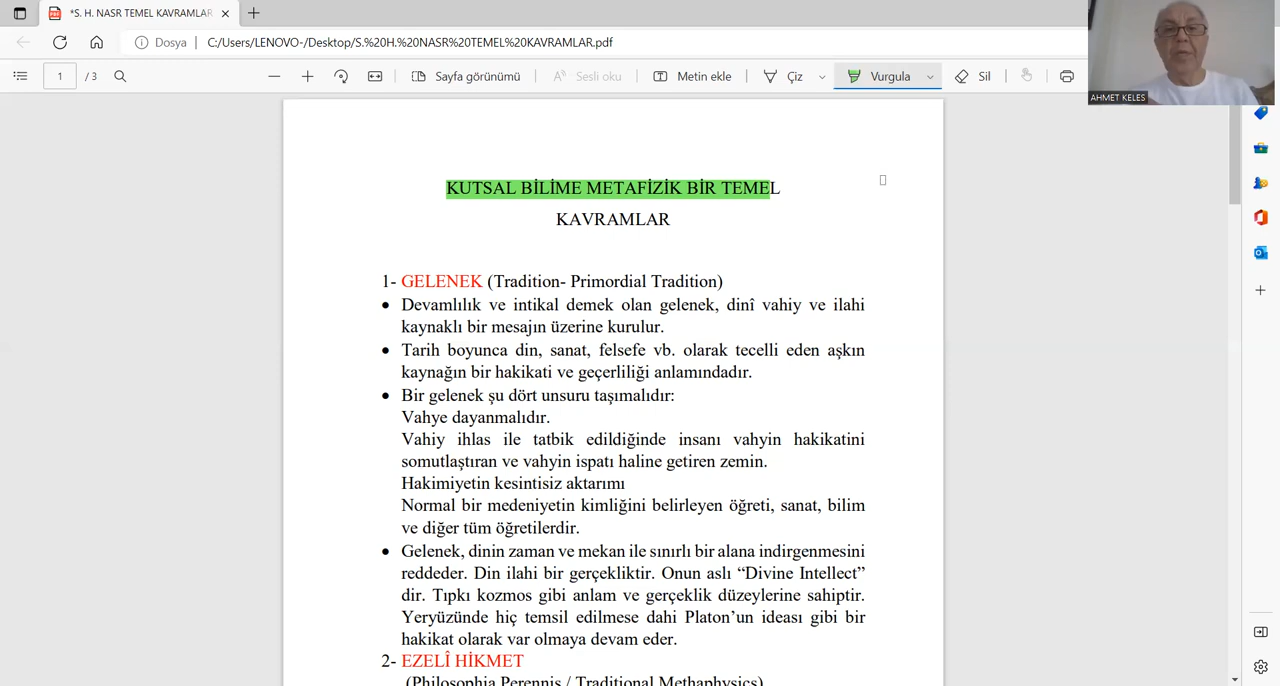 *S. H. NASR TEMEL KAVRAMLAR
Dosya
C:/Users/LENOVO-/Desktop/S.%20H.%20NASR%20TEMEL%20KAVRAMLAR.pdf
1 / 3
Sayfa görünümü
Sesli oku
Metin ekle
Çiz
Vurgula
Sil
AHMET KELES
KUTSAL BİLİME METAFİZİK BİR TEMEL
KAVRAMLAR
1- GELENEK (Tradition- Primordial Tradition)
• Devamlılık ve intikal demek olan gelenek, dinî vahiy ve ilahi
kaynaklı bir mesajın üzerine kurulur.
• Tarih boyunca din, sanat, felsefe vb. olarak tecelli eden aşkın
kaynağın bir hakikati ve geçerliliği anlamındadır.
• Bir gelenek şu dört unsuru taşımalıdır:
Vahye dayanmalıdır.
Vahiy ihlas ile tatbik edildiğinde insanı vahyin hakikatini
somutlaştıran ve vahyin ispatı haline getiren zemin.
Hakimiyetin kesintisiz aktarımı
Normal bir medeniyetin kimliğini belirleyen öğreti, sanat, bilim
ve diğer tüm öğretilerdir.
• Gelenek, dinin zaman ve mekan ile sınırlı bir alana indirgenmesini
reddeder. Din ilahi bir gerçekliktir. Onun aslı “Divine Intellect”
dir. Tıpkı kozmos gibi anlam ve gerçeklik düzeylerine sahiptir.
Yeryüzünde hiç temsil edilmese dahi Platon’un ideası gibi bir
hakikat olarak var olmaya devam eder.
2- EZELÎ HİKMET
(Philosophia Perennis / Traditional Methaphysics)